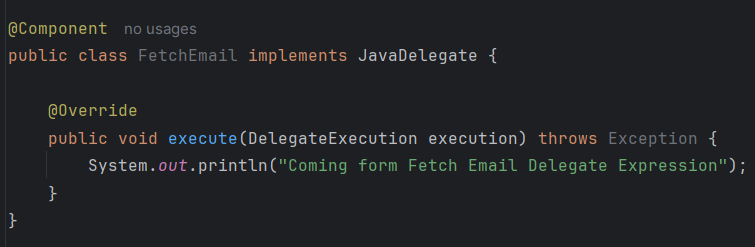 @Component no usages
public class FetchEmail implements JavaDelegate {
@Override
public void execute(DelegateExecution execution) throws Exception {
System.out.println("Coming form Fetch Email Delegate Expression");
}
}